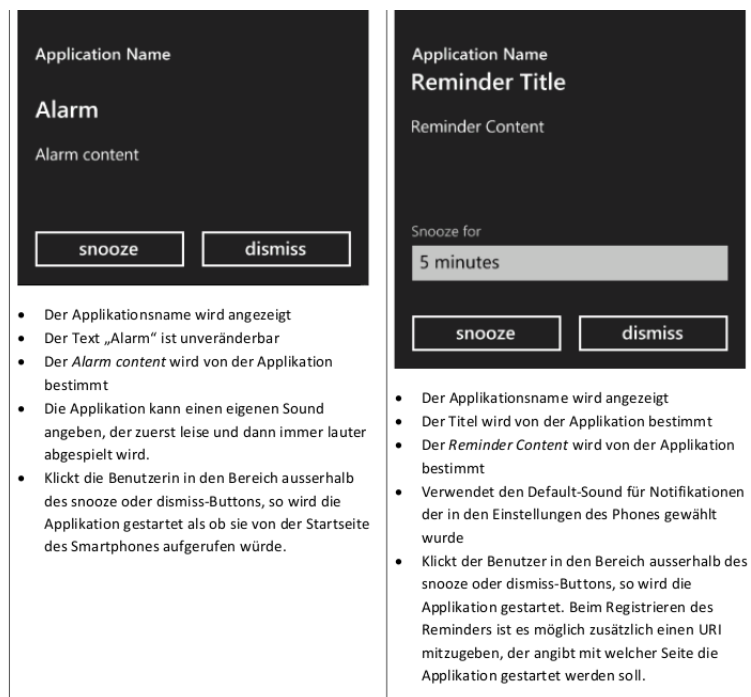 Application Name
Alarm
Alarm content
snooze
dismiss
• Der Applikationsname wird angezeigt
• Der Text „Alarm“ ist unveränderbar
• Der Alarm content wird von der Applikation
bestimmt
• Die Applikation kann einen eigenen Sound
angeben, der zuerst leise und dann immer lauter
abgespielt wird.
• Klickt die Benutzerin in den Bereich ausserhalb
des snooze oder dismiss-Buttons, so wird die
Applikation gestartet als ob sie von der Startseite
des Smartphones aufgerufen würde.
Application Name
Reminder Title
Reminder Content
Snooze for
5 minutes
snooze
dismiss
• Der Applikationsname wird angezeigt
• Der Titel wird von der Applikation bestimmt
• Der Reminder Content wird von der Applikation
bestimmt
• Verwendet den Default-Sound für Notifikationen
der in den Einstellungen des Phones gewählt
wurde
• Klickt der Benutzer in den Bereich ausserhalb des
snooze oder dismiss-Buttons, so wird die
Applikation gestartet. Beim Registrieren des
Reminders ist es möglich zusätzlich einen URI
mitzugeben, der angibt mit welcher Seite die
Applikation gestartet werden soll.